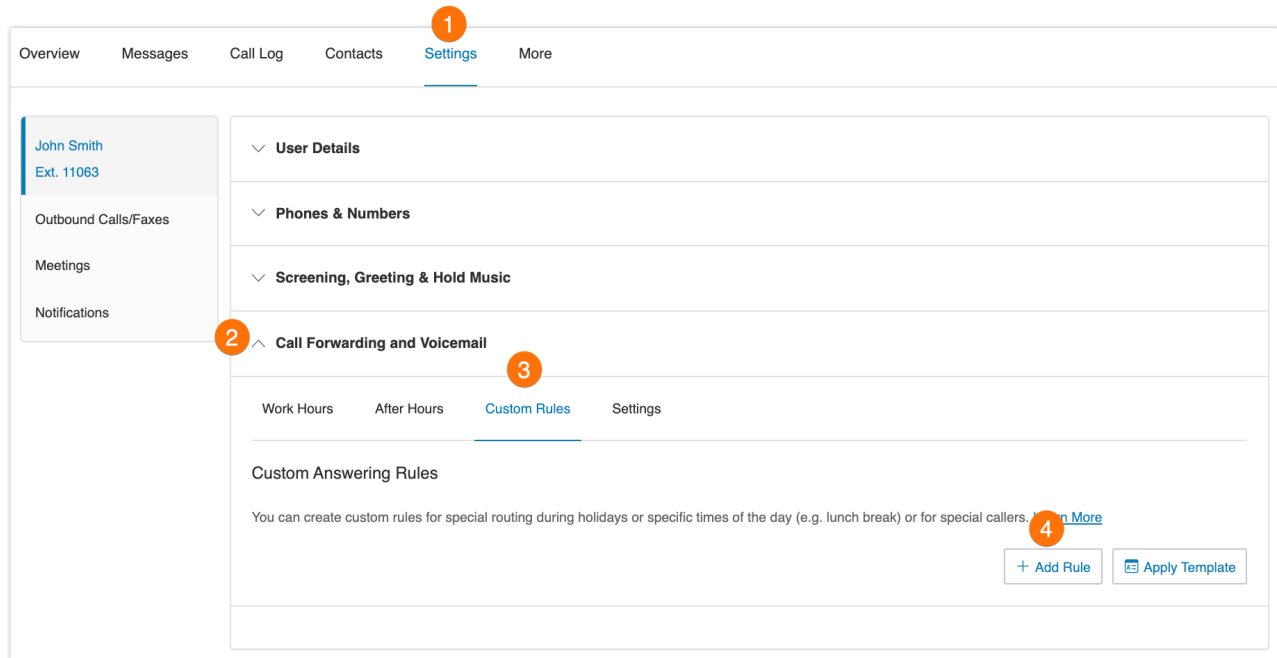 1
Overview Messages Call Log Contacts Settings More
John Smith
Ext. 11063
Outbound Calls/Faxes
Meetings
Notifications
User Details
Phones & Numbers
Screening, Greeting & Hold Music
2 Call Forwarding and Voicemail
3
Work Hours After Hours Custom Rules Settings
Custom Answering Rules
You can create custom rules for special routing during holidays or specific times of the day (e.g. lunch break) or for special callers. More
4
+ Add Rule Apply Template